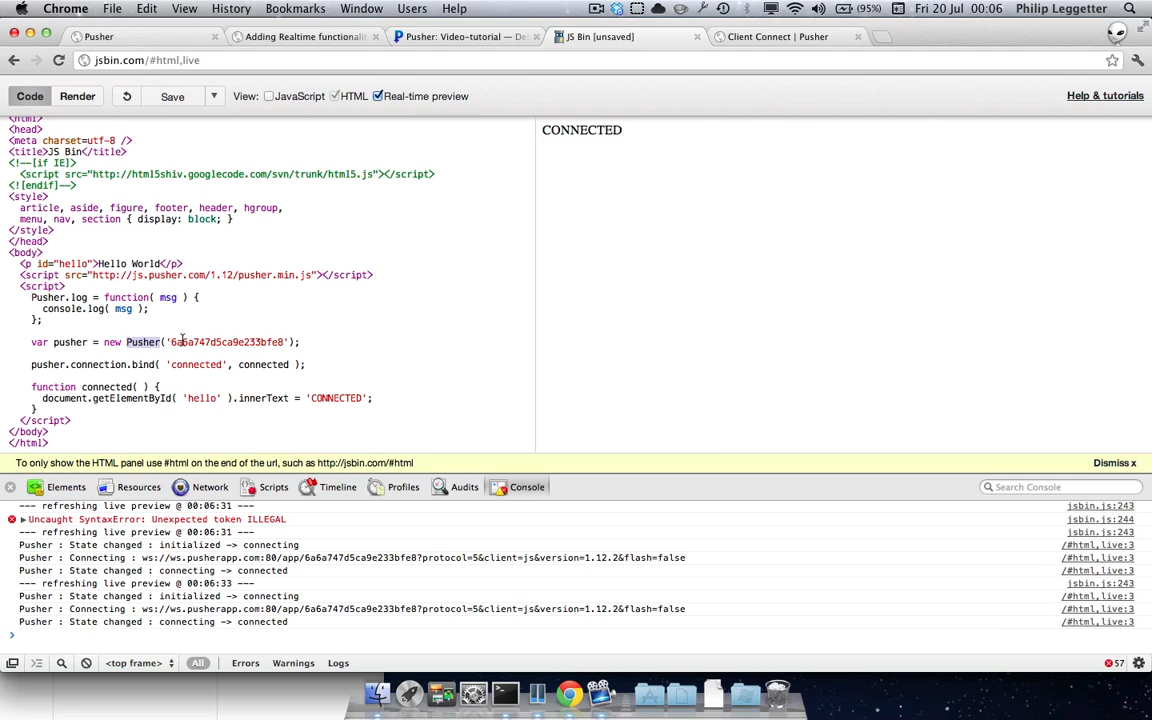 Chrome File Edit View History Bookmarks Window Users Help (95%) Fri 20 Jul 00:06 Philip Leggetter
Pusher × Adding Realtime functionali × Pusher: Video-tutorial — De × JS Bin [unsaved] × Client Connect | Pusher ×
jsbin.com/#html,live
Code Render Save View: JavaScript HTML Real-time preview Help & tutorials
<html>
<head>
<meta charset=utf-8 />
<title>JS Bin</title>
<!--[if IE]>
<script src="http://html5shiv.googlecode.com/svn/trunk/html5.js"></script>
<![endif]-->
<style>
article, aside, figure, footer, header, hgroup,
menu, nav, section { display: block; }
</style>
</head>
<body>
<p id="hello">Hello World</p>
<script src="http://js.pusher.com/1.12/pusher.min.js"></script>
<script>
Pusher.log = function( msg ) {
console.log( msg );
};
var pusher = new Pusher('6a6a747d5ca9e233bfe8');
pusher.connection.bind( 'connected', connected );
function connected( ) {
document.getElementById( 'hello' ).innerText = 'CONNECTED';
}
</script>
</body>
</html>
CONNECTED
To only show the HTML panel use #html on the end of the url, such as http://jsbin.com/#html Dismiss x
Elements Resources Network Scripts Timeline Profiles Audits Console Search Console
--- refreshing live preview @ 00:06:31 --- jsbin.js:243
Uncaught SyntaxError: Unexpected token ILLEGAL jsbin.js:244
--- refreshing live preview @ 00:06:31 --- jsbin.js:243
Pusher : State changed : initialized -> connecting /#html,live:3
Pusher : Connecting : ws://ws.pusherapp.com:80/app/6a6a747d5ca9e233bfe8?protocol=5&client=js&version=1.12.2&flash=false /#html,live:3
Pusher : State changed : connecting -> connected /#html,live:3
--- refreshing live preview @ 00:06:33 --- jsbin.js:243
Pusher : State changed : initialized -> connecting /#html,live:3
Pusher : Connecting : ws://ws.pusherapp.com:80/app/6a6a747d5ca9e233bfe8?protocol=5&client=js&version=1.12.2&flash=false /#html,live:3
Pusher : State changed : connecting -> connected /#html,live:3
>
<top frame> All Errors Warnings Logs 57